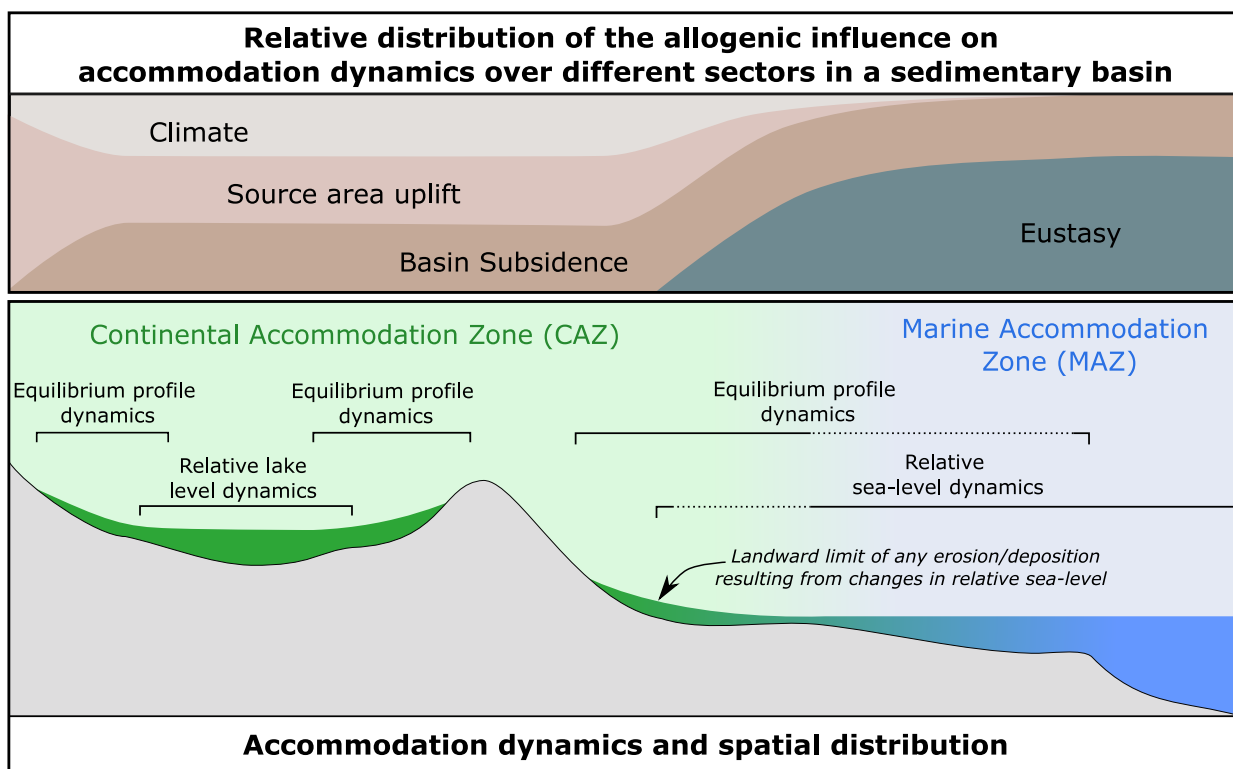 Relative distribution of the allogenic influence on
accommodation dynamics over different sectors in a sedimentary basin
Climate
Source area uplift
Basin Subsidence
Eustasy
Continental Accommodation Zone (CAZ)
Marine Accommodation
Zone (MAZ)
Equilibrium profile
dynamics
Equilibrium profile
dynamics
Equilibrium profile
dynamics
Relative lake
level dynamics
Relative
sea-level dynamics
Landward limit of any erosion/deposition
resulting from changes in relative sea-level
Accommodation dynamics and spatial distribution